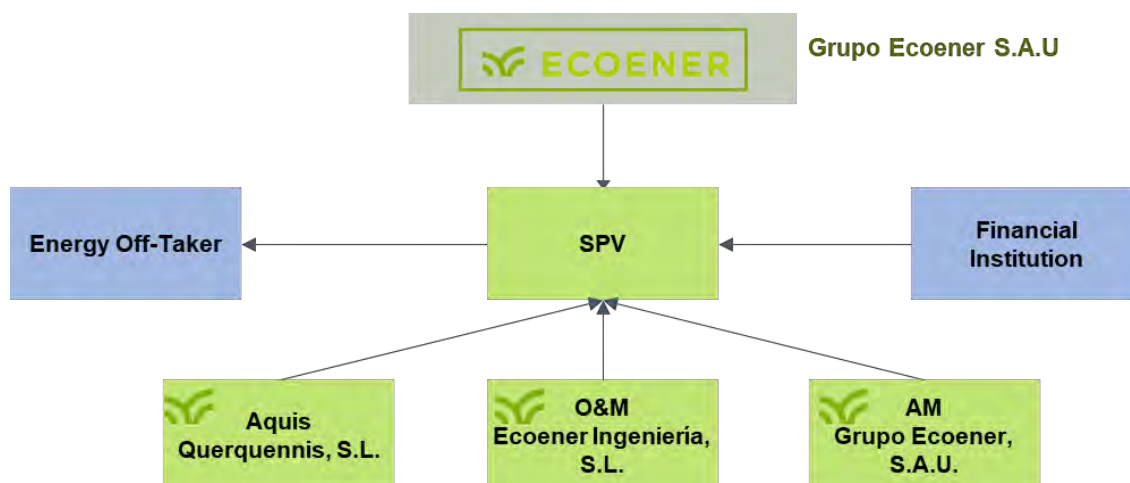 ECOENER
Grupo Ecoener S.A.U
Energy Off-Taker
SPV
Financial
Institution
Aquis
Querquennis, S.L.
O&M
Ecoener Ingeniería,
S.L.
AM
Grupo Ecoener,
S.A.U.